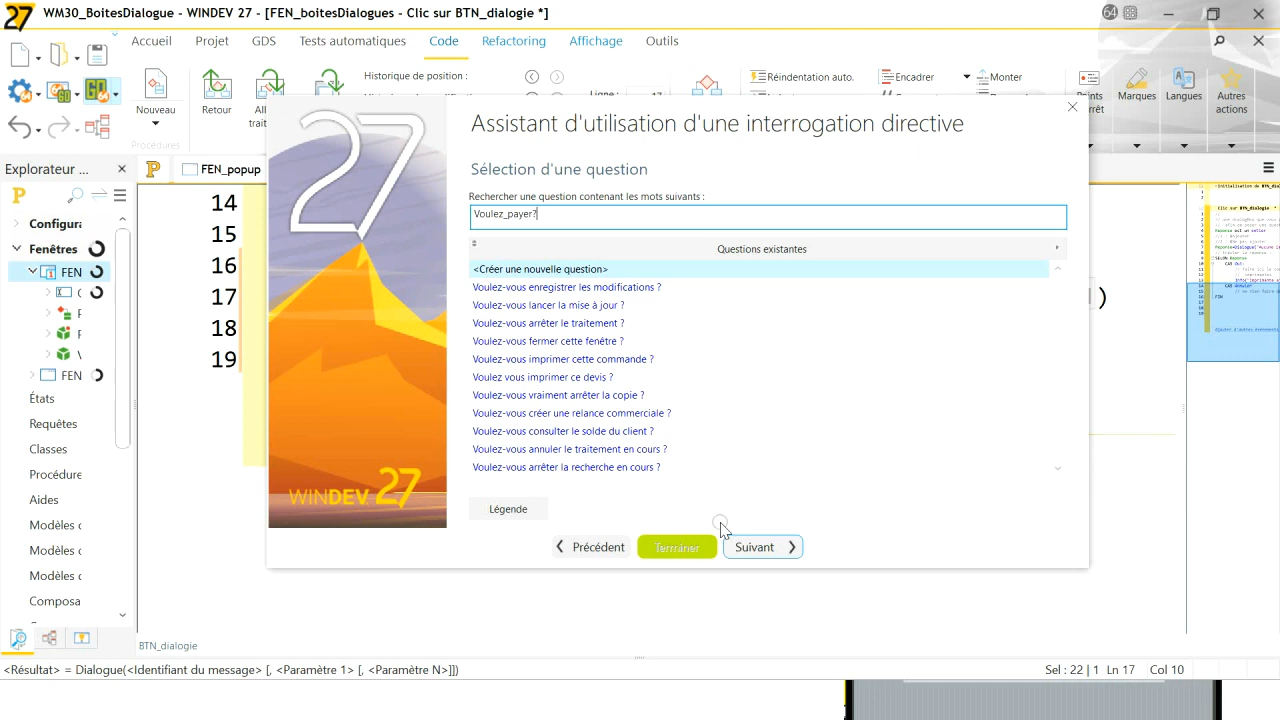 WM30_BoitesDialogue - WINDEV 27 - [FEN_boitesDialogues - Clic sur BTN_dialogie *]
64
Accueil Projet GDS Tests automatiques Code Refactoring Affichage Outils
Nouveau
Procédures
Retour
Historique de position :
Réinitialisation auto.
Encadrer
Monter
Marques
Langues
Autres actions
Explorateur ...
FEN_popup
Configura
Fenêtres
FEN
FEN
États
Requêtes
Classes
Procédure
Aides
Modèles
Modèles
Modèles
Composa
14
15
16
17
18
19
)
27
WINDEV 27
Assistant d'utilisation d'une interrogation directive
Sélection d'une question
Rechercher une question contenant les mots suivants :
Voulez_payer?
Questions existantes
<Créer une nouvelle question>
Voulez-vous enregistrer les modifications ?
Voulez-vous lancer la mise à jour ?
Voulez-vous arrêter le traitement ?
Voulez-vous fermer cette fenêtre ?
Voulez-vous imprimer cette commande ?
Voulez vous imprimer ce devis ?
Voulez-vous vraiment arrêter la copie ?
Voulez-vous créer une relance commerciale ?
Voulez-vous consulter le solde du client ?
Voulez-vous annuler le traitement en cours ?
Voulez-vous arrêter la recherche en cours ?
Légende
Précédent
Terminer
Suivant
BTN_dialogie
<Résultat> = Dialogue(<Identifiant du message> [, <Paramètre 1> [, <Paramètre N>]])
Sel : 22 | 1 Ln 17 Col 10